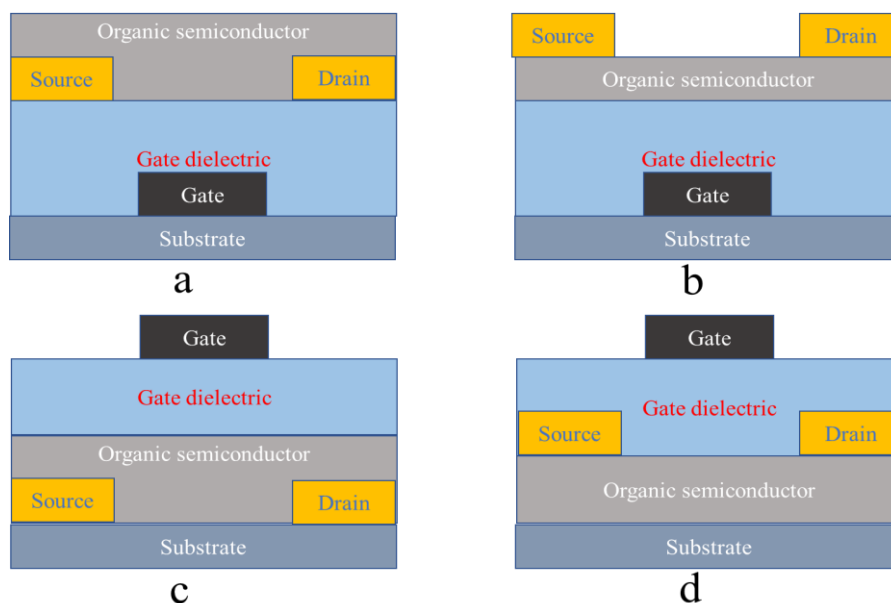 Organic semiconductor
Source
Drain
Gate dielectric
Gate
Substrate
a
Source
Drain
Organic semiconductor
Gate dielectric
Gate
Substrate
b
Gate
Gate dielectric
Organic semiconductor
Source
Drain
Substrate
c
Gate
Gate dielectric
Source
Drain
Organic semiconductor
Substrate
d